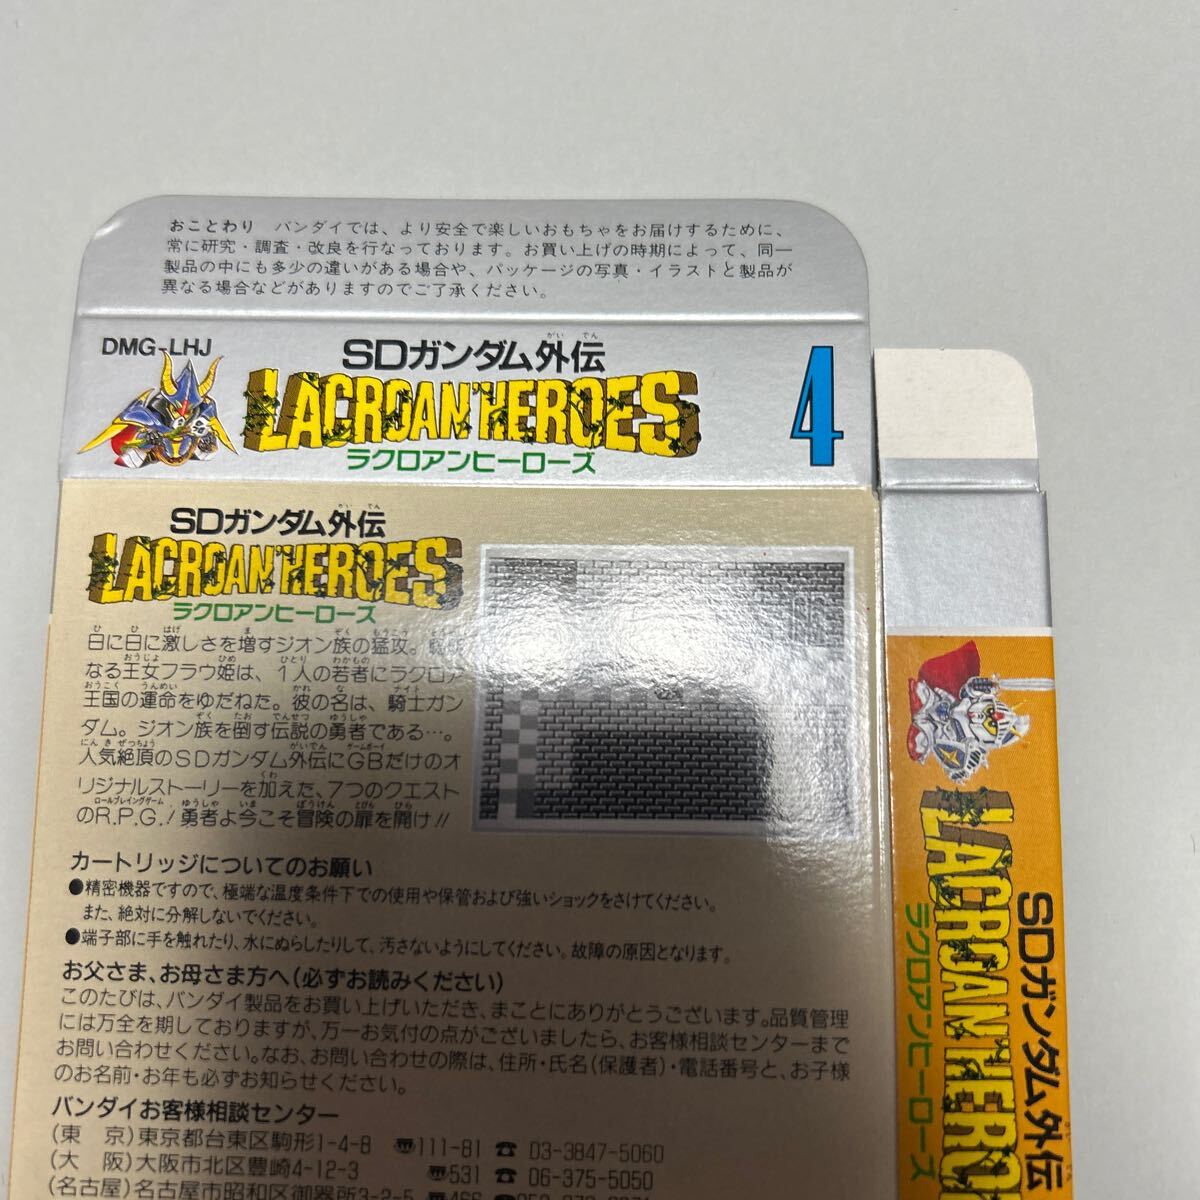 おことわり バンダイでは、より安全で楽しいおもちゃをお届けするために、
常に研究・調査・改良を行なっております。お買い上げの時期によって、同一
製品の中にも多少の違いがある場合や、パッケージの写真・イラストと製品が
異なる場合などがありますのでご了承ください。
DMG-LHJ
SDガンダム外伝
LACROAN'HEROES
ラクロアンヒーローズ
4
SDガンダム外伝
LACROAN'HEROES
ラクロアンヒーローズ
日に日に激しさを増すジオン族の猛攻。
なる王女フラウ姫は、1人の若者にラクロア
王国の運命をゆだねた。彼の名は、騎士ガン
ダム。ジオン族を倒す伝説の勇者である…。
人気絶頂のSDガンダム外伝にGBだけのオ
リジナルストーリーを加えた、7つのクエスト
のR.P.G.!勇者よ今こそ冒険の扉を開け!!
カートリッジについてのお願い
●精密機器ですので、極端な温度条件下での使用や保管および強いショックをさけてください。
また、絶対に分解しないでください。
●端子部に手を触れたり、水にぬらしたりして、汚さないようにしてください。故障の原因となります。
お父さま、お母さま方へ(必ずお読みください)
このたびは、バンダイ製品をお買い上げいただき、まことにありがとうございます。品質管理
には万全を期しておりますが、万一お気付の点がございましたら、お客様相談センターまで
お問い合わせください。なお、お問い合わせの際は、住所・氏名(保護者)・電話番号と、お子様
のお名前・お年も必ずお知らせください。
バンダイお客様相談センター
(東 京)東京都台東区駒形1-4-8 〠111-81 ☎ 03-3847-5060
(大 阪)大阪市北区豊崎4-12-3 〠531 ☎ 06-375-5050
(名古屋)名古屋市昭和区御器所3-2-5 〠466
SDガンダム外伝
LACROAN'HERO
ラクロアンヒーローズ